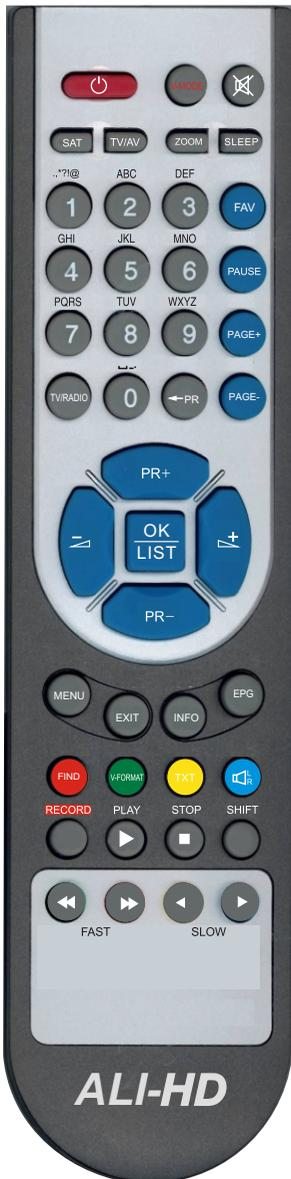 V-MODE
SAT TV/AV ZOOM SLEEP
.,*?!@ ABC DEF
1 2 3 FAV
GHI JKL MNO
4 5 6 PAUSE
PQRS TUV WXYZ
7 8 9 PAGE+
TV/RADIO 0 PR PAGE-
PR+
- OK +
LIST
PR-
MENU EXIT INFO EPG
FIND V-FORMAT TXT L
R
RECORD PLAY STOP SHIFT
FAST SLOW
ALI-HD